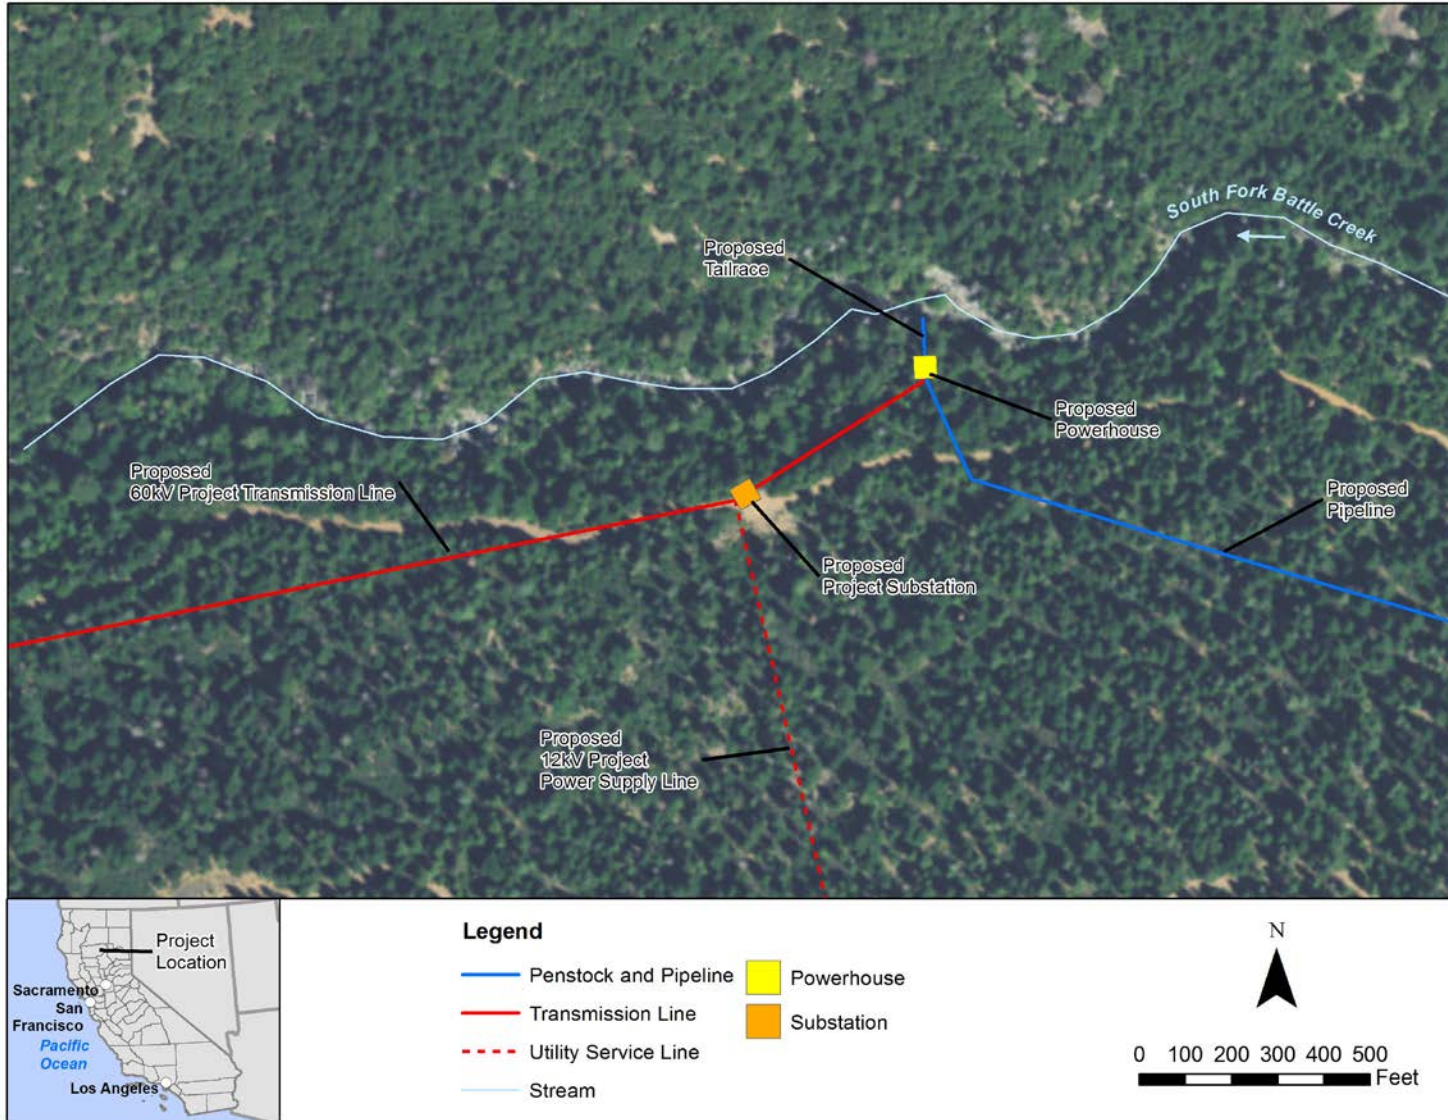 South Fork Battle Creek
Proposed
Tailrace
Proposed
Powerhouse
Proposed
60kV Project Transmission Line
Proposed
Pipeline
Proposed
Project Substation
Proposed
12kV Project
Power Supply Line
Project
Location
Sacramento
San
Francisco
Pacific
Ocean
Los Angeles
Legend
Penstock and Pipeline
Transmission Line
Utility Service Line
Stream
Powerhouse
Substation
N
0 100 200 300 400 500
Feet